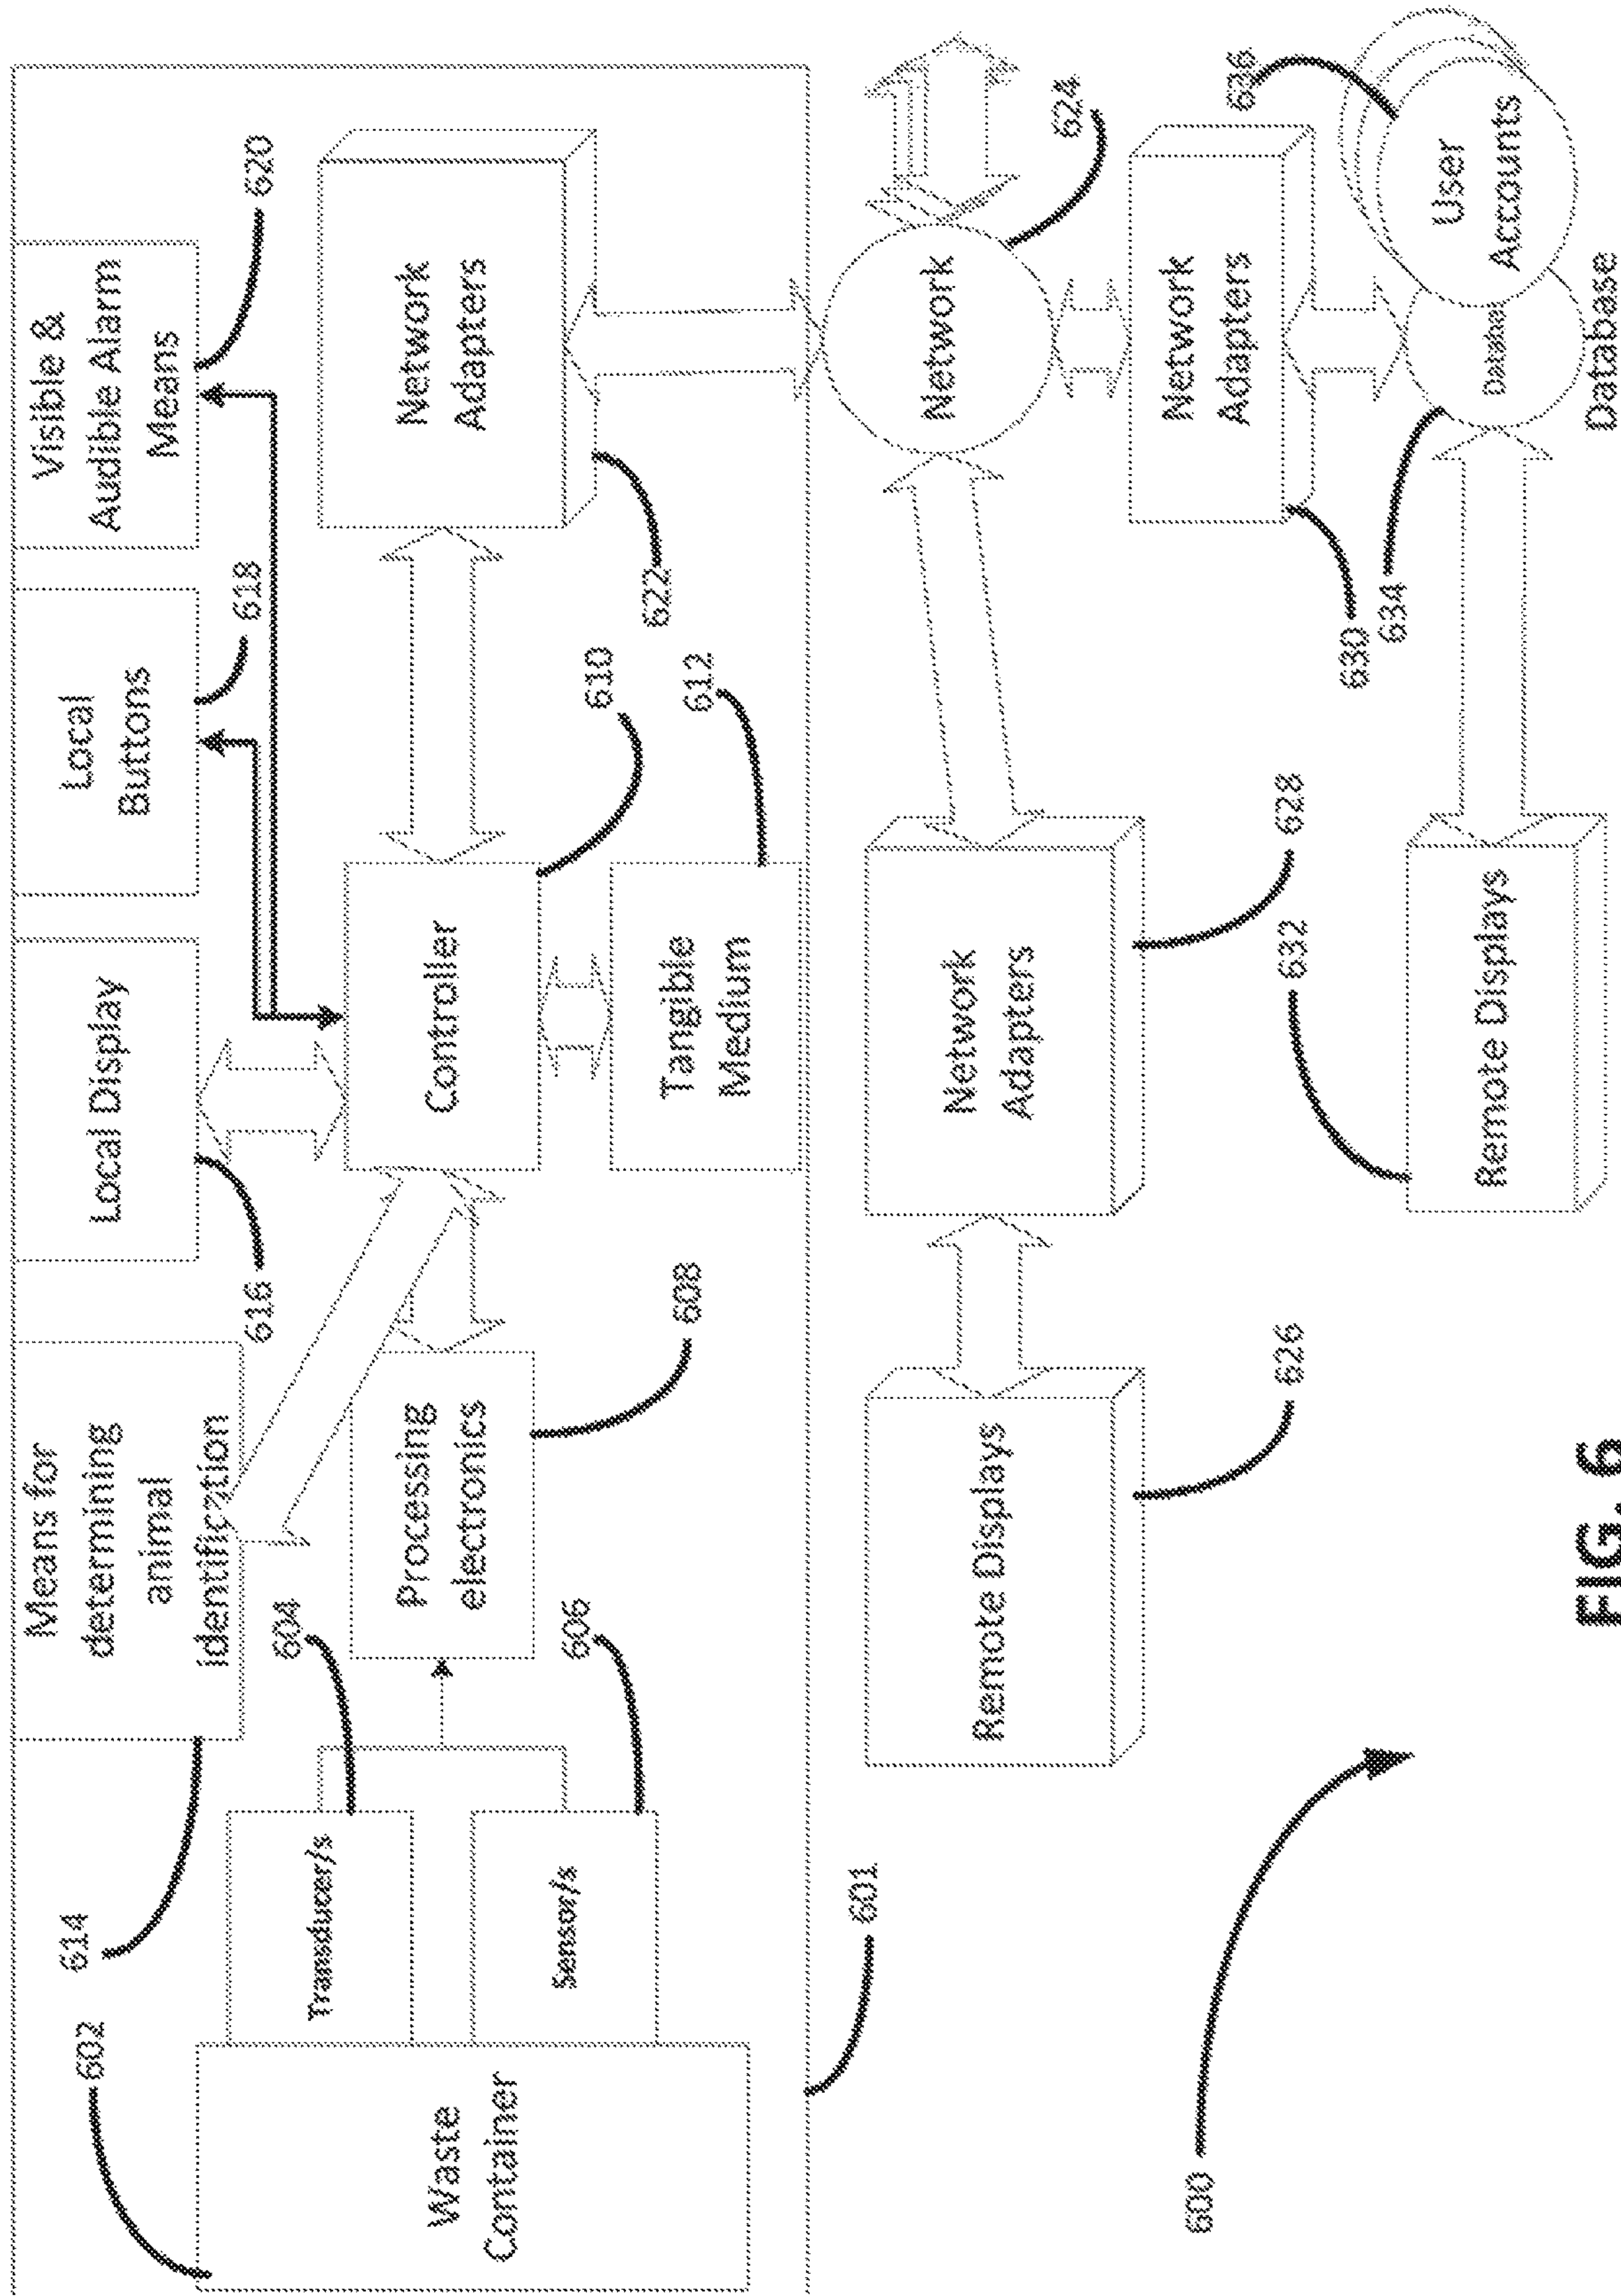 602
614
Means for
determining
animal
identification
616
Local Display
Local
Buttons
618
Visible &
Audible Alarm
Means
620
Waste
Container
Transducer/s
604
Sensor/s
606
Processing
electronics
608
Controller
610
Tangible
Medium
612
Network
Adapters
622
601
Remote Displays
626
Network
Adapters
628
Network
624
Network
Adapters
630
632
Remote Displays
634
Database
Database
User
Accounts
636
600
FIG. 6